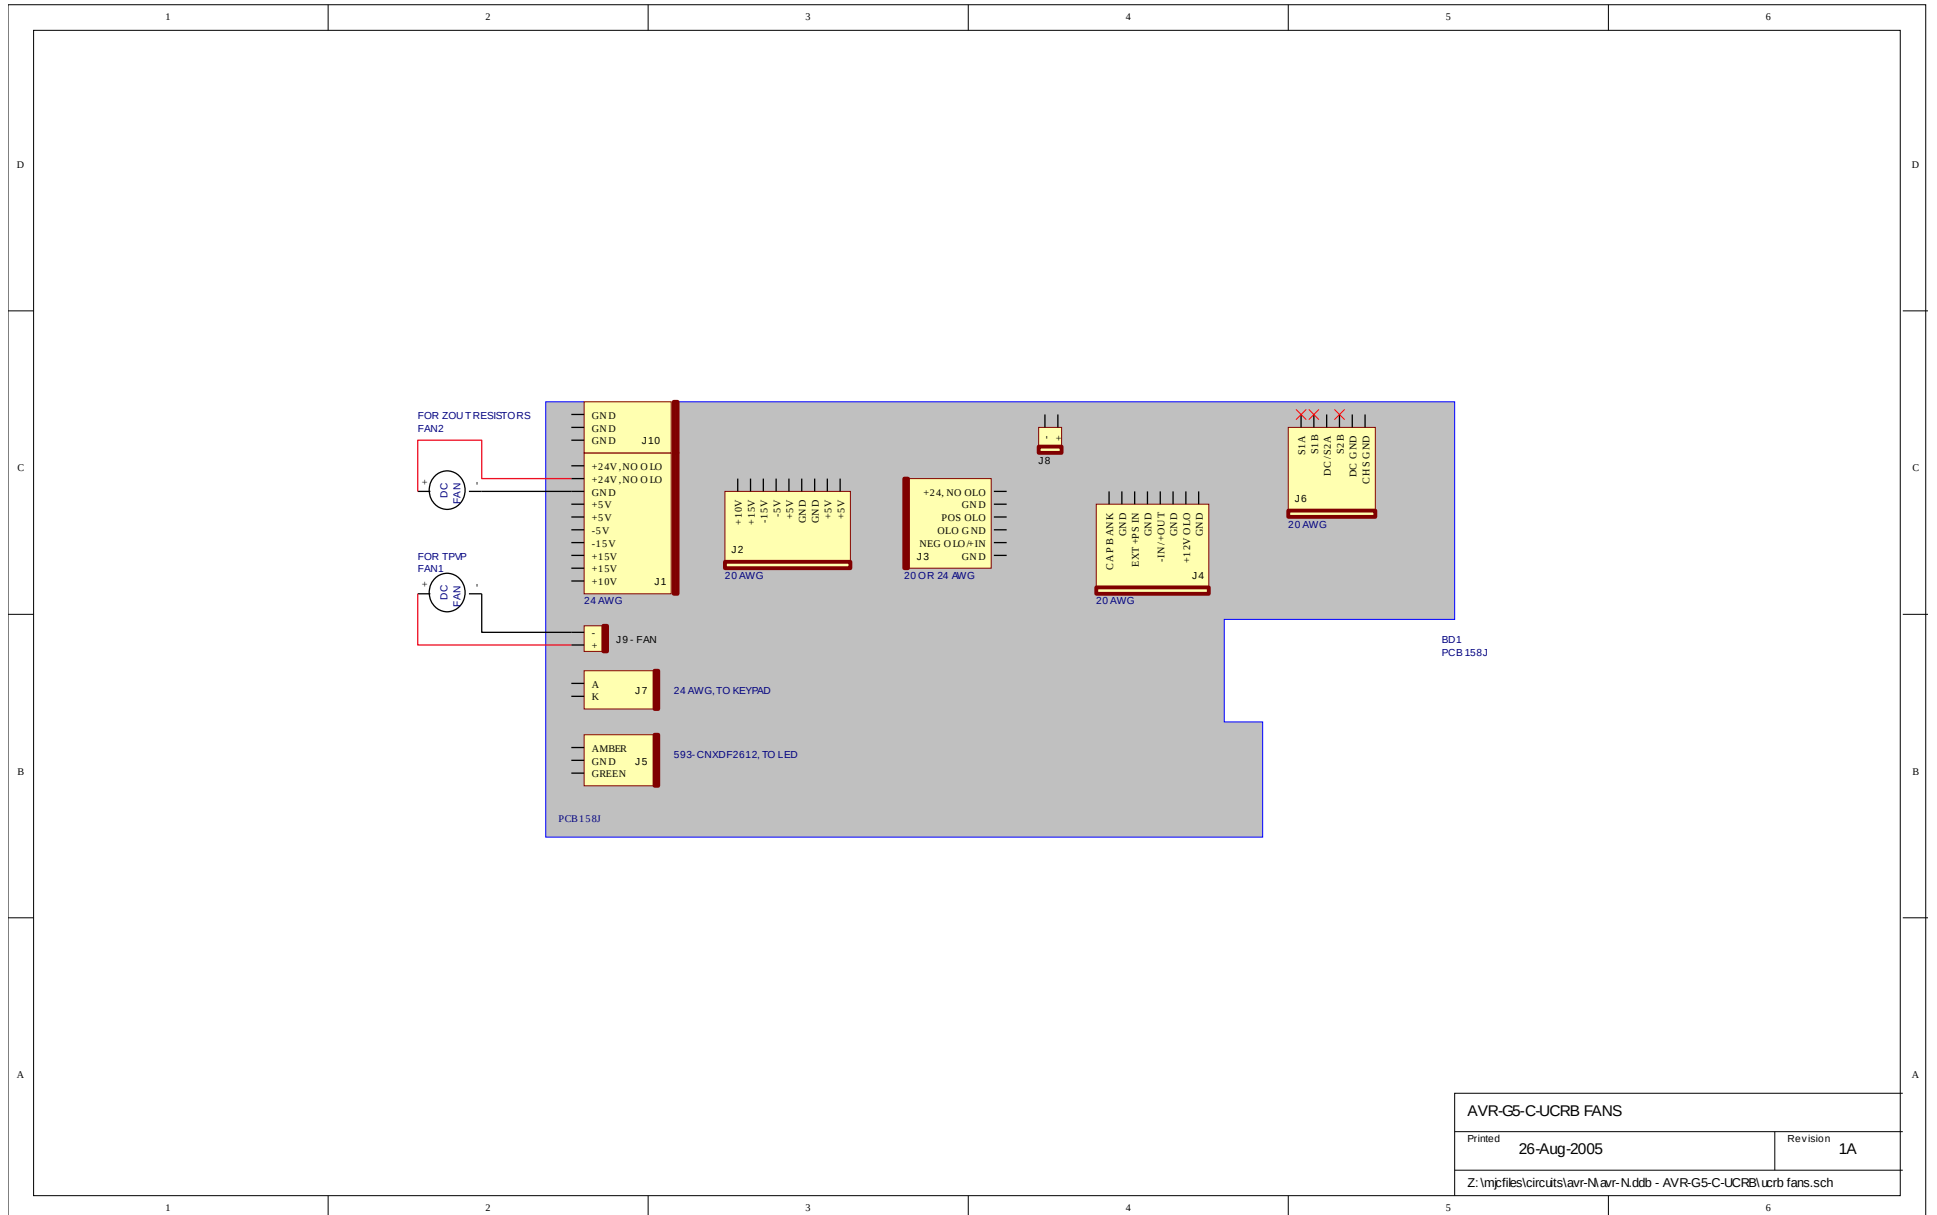 1 2 3 4 5 6
D D
C C
B B
A A
FOR ZOUT RESISTORS
FAN2
+ -
DC
FAN
FOR TPVP
FAN1
+ -
DC
FAN
GND
GND
GND
J10
+24V, NO OLO
+24V, NO OLO
GND
+5V
+5V
-5V
-15V
+15V
+15V
+10V
J1
24 AWG
-
+
J9 - FAN
A
K
J7
24 AWG, TO KEYPAD
AMBER
GND
GREEN
J5
593-CNXDF2612, TO LED
PCB158J
+10V
+15V
-15V
-5V
+5V
GND
GND
+5V
+5V
J2
20 AWG
+24, NO OLO
GND
POS OLO
OLO GND
NEG OLO/+IN
GND
J3
20 OR 24 AWG
- +
J8
CAP BANK
GND
EXT +PS IN
GND
-IN/+OUT
GND
+12V OLO
GND
J4
20 AWG
S1A
S1B
DC/S2A
S2B
DC GND
CHS GND
J6
20 AWG
BD1
PCB158J
AVR-G5-C-UCRB FANS
Printed 26-Aug-2005
Revision 1A
Z:\mjcfiles\circuits\avr-N\avr-N.ddb - AVR-G5-C-UCRB\ucrb fans.sch
1 2 3 4 5 6